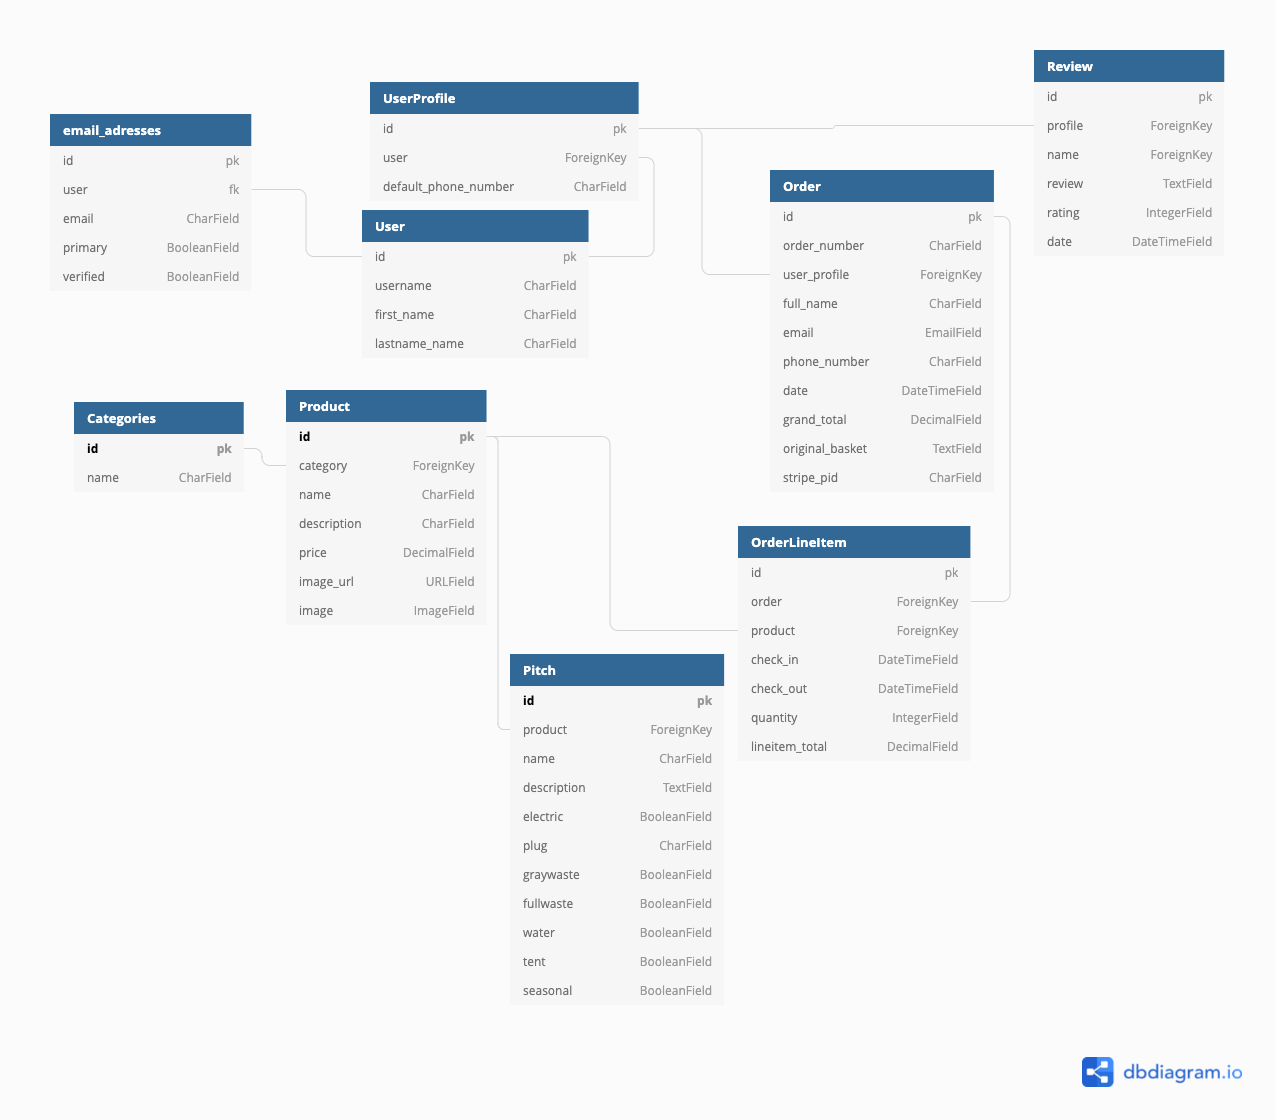 email_adresses
id pk
user fk
email CharField
primary BooleanField
verified BooleanField
UserProfile
id pk
user ForeignKey
default_phone_number CharField
User
id pk
username CharField
first_name CharField
lastname_name CharField
Review
id pk
profile ForeignKey
name ForeignKey
review TextField
rating IntegerField
date DateTimeField
Order
id pk
order_number CharField
user_profile ForeignKey
full_name CharField
email EmailField
phone_number CharField
date DateTimeField
grand_total DecimalField
original_basket TextField
stripe_pid CharField
Categories
id pk
name CharField
Product
id pk
category ForeignKey
name CharField
description CharField
price DecimalField
image_url URLField
image ImageField
OrderLineItem
id pk
order ForeignKey
product ForeignKey
check_in DateTimeField
check_out DateTimeField
quantity IntegerField
lineitem_total DecimalField
Pitch
id pk
product ForeignKey
name CharField
description TextField
electric BooleanField
plug CharField
graywaste BooleanField
fullwaste BooleanField
water BooleanField
tent BooleanField
seasonal BooleanField
dbdiagram.io